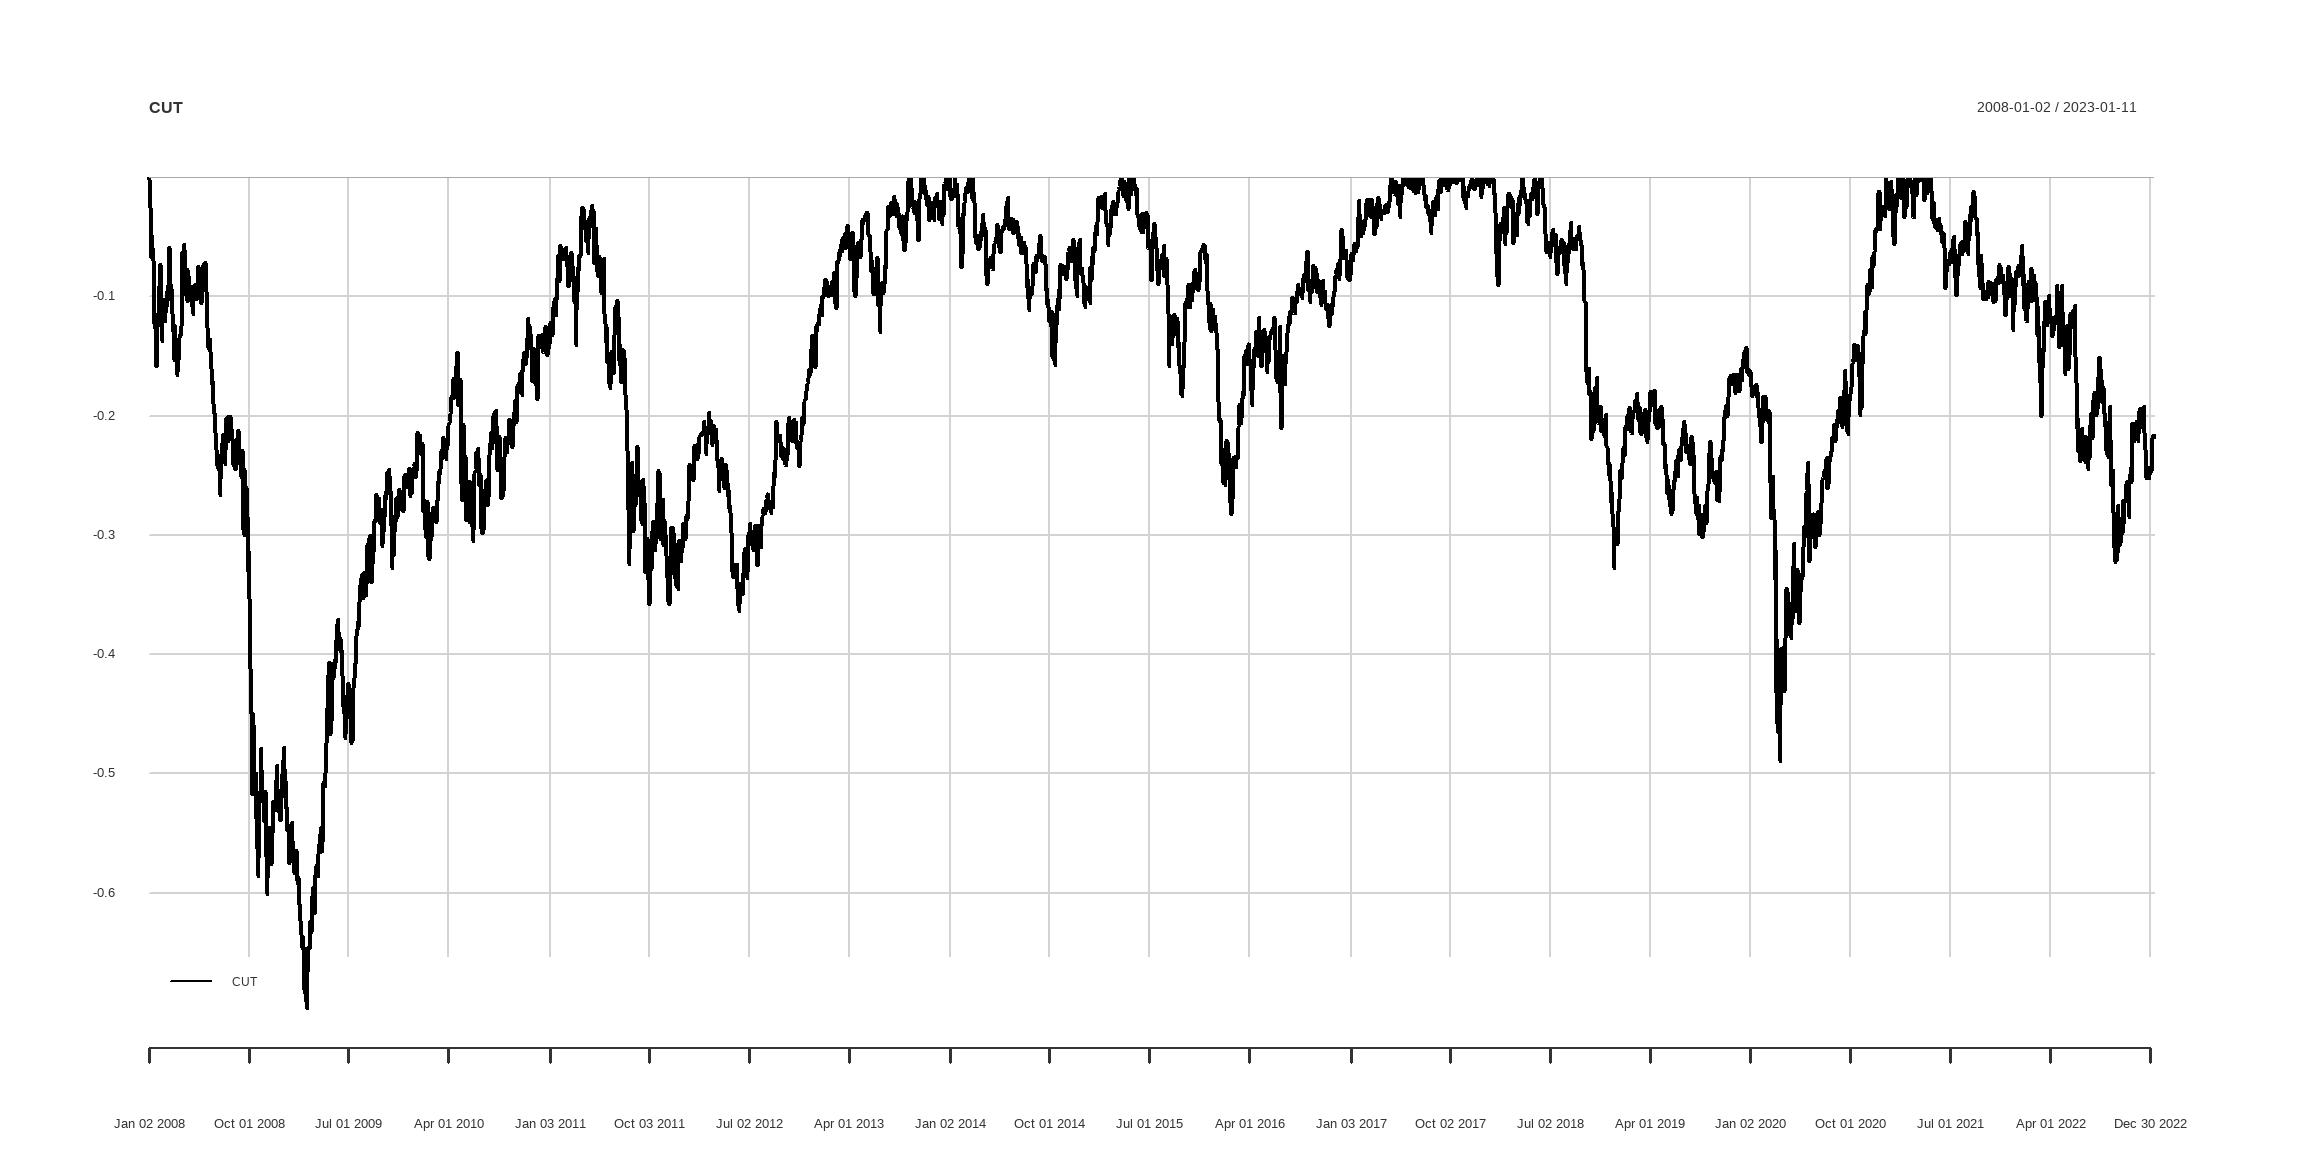 CUT
2008-01-02 / 2023-01-11
-0.1
-0.2
-0.3
-0.4
-0.5
-0.6
CUT
Jan 02 2008
Oct 01 2008
Jul 01 2009
Apr 01 2010
Jan 03 2011
Oct 03 2011
Jul 02 2012
Apr 01 2013
Jan 02 2014
Oct 01 2014
Jul 01 2015
Apr 01 2016
Jan 03 2017
Oct 02 2017
Jul 02 2018
Apr 01 2019
Jan 02 2020
Oct 01 2020
Jul 01 2021
Apr 01 2022
Dec 30 2022